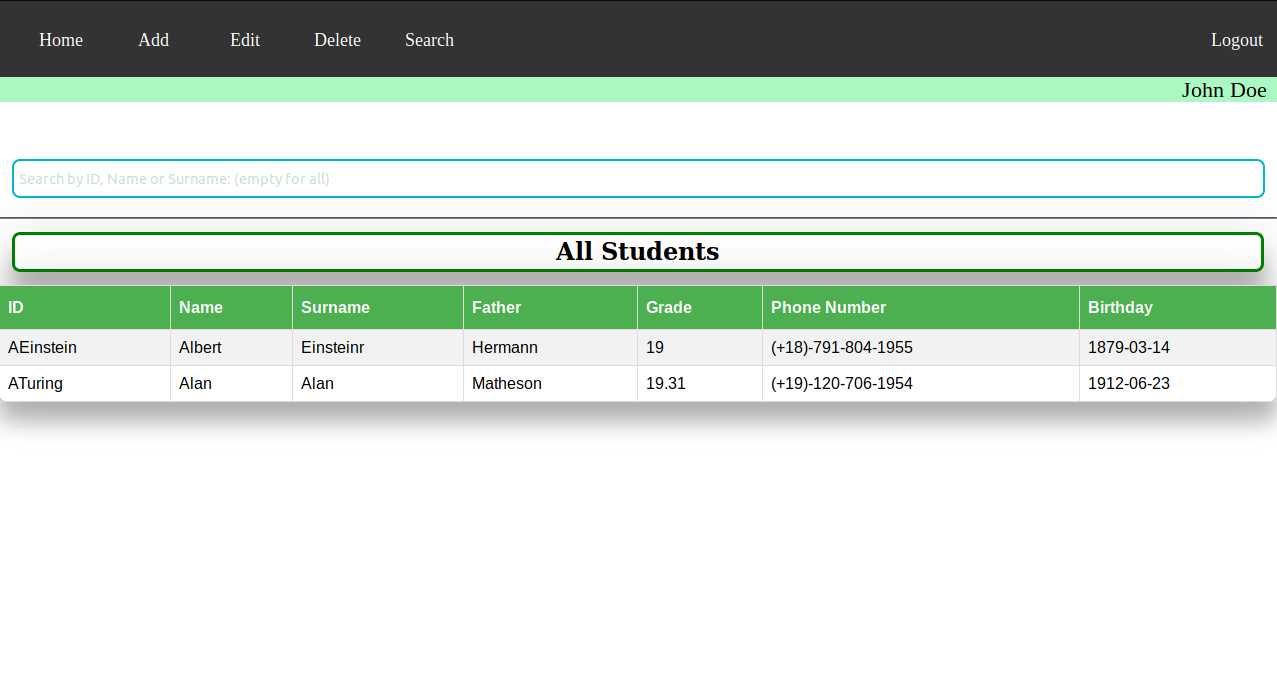 Home Add Edit Delete Search Logout
John Doe
Search by ID, Name or Surname: (empty for all)
All Students
ID Name Surname Father Grade Phone Number Birthday
AEinstein Albert Einsteinr Hermann 19 (+18)-791-804-1955 1879-03-14
ATuring Alan Alan Matheson 19.31 (+19)-120-706-1954 1912-06-23